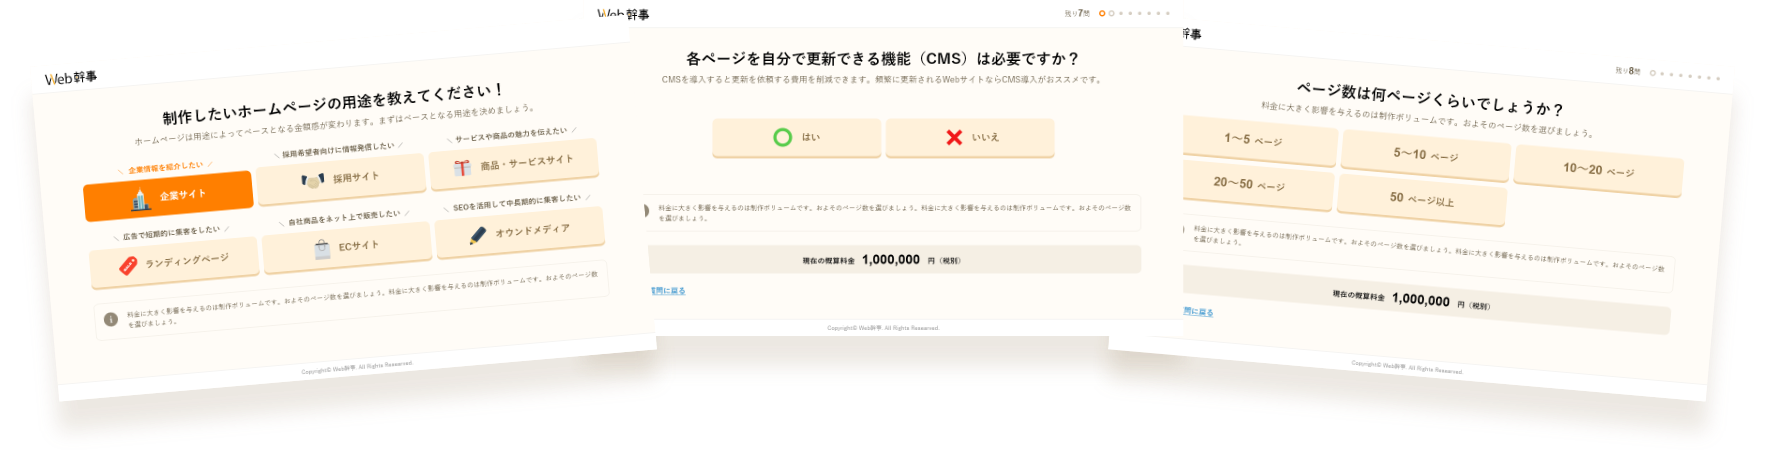 Web幹事
制作したいホームページの用途を教えてください！
ホームページは用途によってベースとなる金額感が変わります。まずはベースとなる用途を決めましょう。
企業情報を紹介したい
採用希望者向けに情報発信したい
サービスや商品の魅力を伝えたい
企業サイト
採用サイト
商品・サービスサイト
広告で短期的に集客をしたい
自社商品をネット上で販売したい
SEOを活用して中長期的に集客したい
ランディングページ
ECサイト
オウンドメディア
料金に大きく影響を与えるのは制作ボリュームです。およそのページ数を選びましょう。料金に大きく影響を与えるのは制作ボリュームです。およそのページ数
を選びましょう。
Copyright© Web幹事. All Rights Reaserved.
Web幹事
残り7問
各ページを自分で更新できる機能（CMS）は必要ですか？
CMSを導入すると更新を依頼する費用を削減できます。頻繁に更新されるWebサイトならCMS導入がおススメです。
はい
いいえ
料金に大きく影響を与えるのは制作ボリュームです。およそのページ数を選びましょう。料金に大きく影響を与えるのは制作ボリュームです。およそのページ数
を選びましょう。
現在の概算料金 1,000,000 円（税別）
質問に戻る
Copyright© Web幹事. All Rights Reaserved.
幹事
残り8問
ページ数は何ページくらいでしょうか？
料金に大きく影響を与えるのは制作ボリュームです。およそのページ数を選びましょう。
1〜5 ページ
5〜10 ページ
10〜20 ページ
20〜50 ページ
50 ページ以上
料金に大きく影響を与えるのは制作ボリュームです。およそのページ数を選びましょう。料金に大きく影響を与えるのは制作ボリュームです。およそのページ数
を選びましょう。
現在の概算料金 1,000,000 円（税別）
問に戻る
Copyright© Web幹事. All Rights Reaserved.